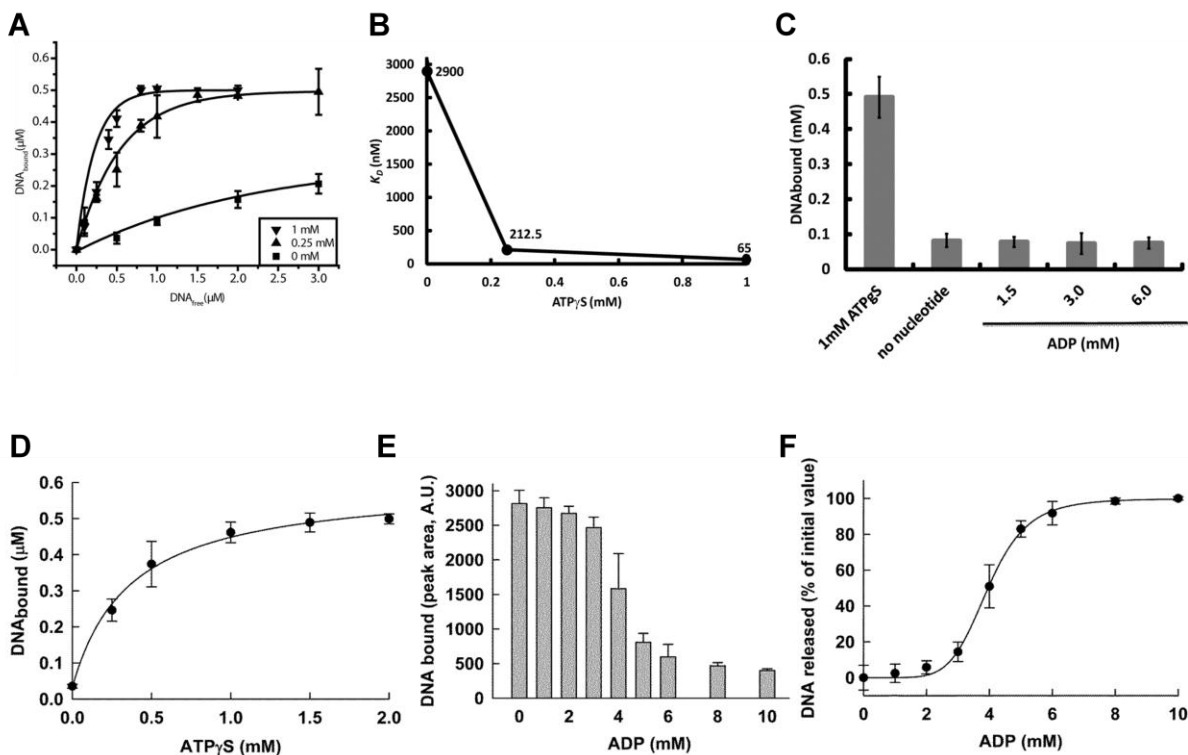 A
0.6
0.5
0.4
0.3
0.2
0.1
0.0
DNAbound(µM)
0.0 0.5 1.0 1.5 2.0 2.5 3.0
DNAfree(µM)
1 mM
0.25 mM
0 mM
B
3000
2500
2000
1500
1000
500
0
KD (nM)
2900
212.5
65
0 0.2 0.4 0.6 0.8 1
ATPγS (mM)
C
0.6
0.5
0.4
0.3
0.2
0.1
0
DNAbound (mM)
1mM ATPgS
no nucleotide
1.5
3.0
6.0
ADP (mM)
D
0.6
0.5
0.4
0.3
0.2
0.1
0.0
DNAbound (µM)
0.0 0.5 1.0 1.5 2.0
ATPγS (mM)
E
3000
2500
2000
1500
1000
500
0
DNA bound (peak area, A.U.)
0 2 4 6 8 10
ADP (mM)
F
100
80
60
40
20
0
DNA released (% of initial value)
0 2 4 6 8 10
ADP (mM)